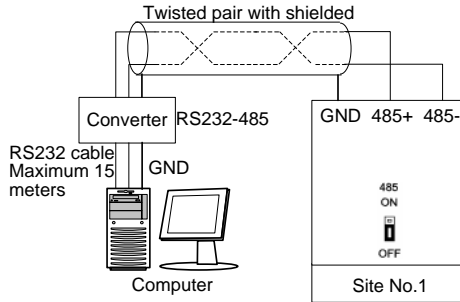 Twisted pair with shielded
Converter RS232-485
GND 485+ 485-
RS232 cable
Maximum 15
meters
GND
485
ON
OFF
Computer
Site No.1